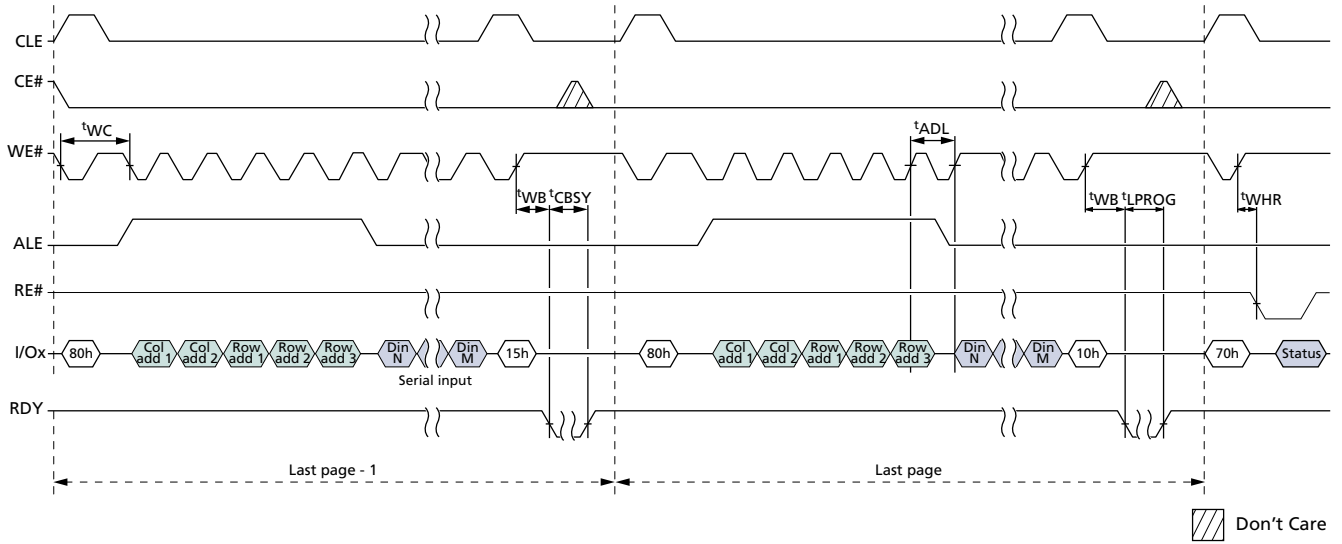 CLE
CE#
tWC
tADL
WE#
tWB tCBSY
tWB tLPROG
tWHR
ALE
RE#
I/Ox
80h
Col add 1
Col add 2
Row add 1
Row add 2
Row add 3
Din N
Din M
15h
80h
Col add 1
Col add 2
Row add 1
Row add 2
Row add 3
Din N
Din M
10h
70h
Status
Serial input
RDY
Last page - 1
Last page
Don't Care